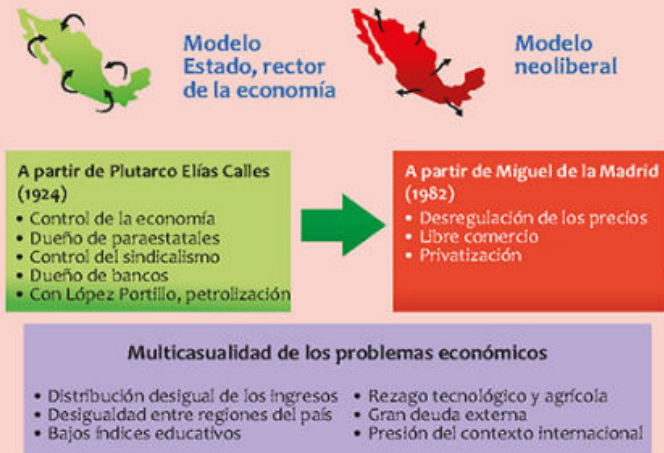 Modelo
Estado, rector
de la economía
Modelo
neoliberal
A partir de Plutarco Elías Calles
(1924)
• Control de la economía
• Dueño de paraestatales
• Control del sindicalismo
• Dueño de bancos
• Con López Portillo, petrolización
A partir de Miguel de la Madrid
(1982)
• Desregulación de los precios
• Libre comercio
• Privatización
Multicasualidad de los problemas económicos
• Distribución desigual de los ingresos
• Desigualdad entre regiones del país
• Bajos índices educativos
• Rezago tecnológico y agrícola
• Gran deuda externa
• Presión del contexto internacional